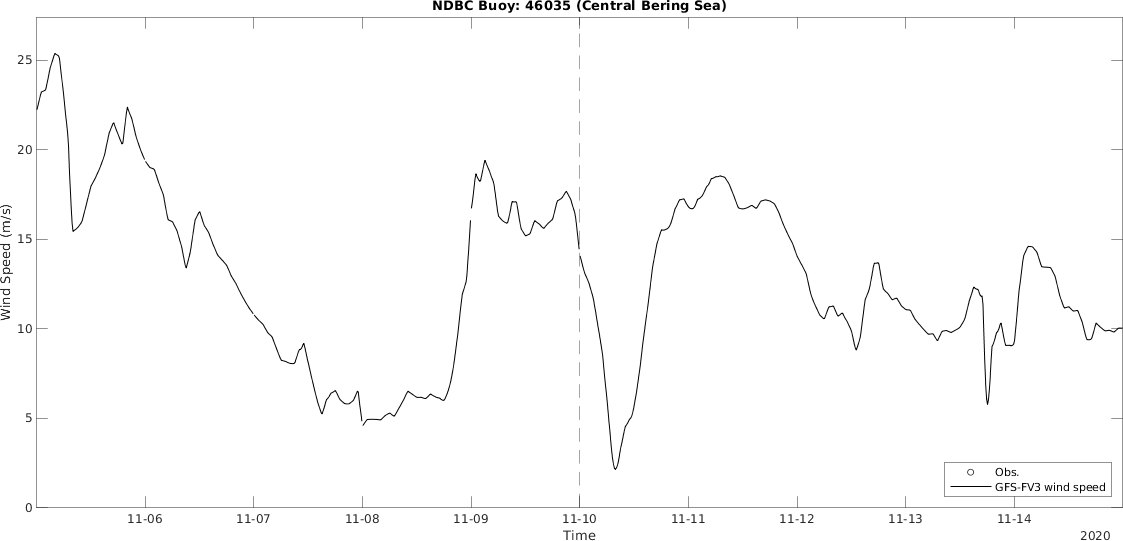 NDBC Buoy: 46035 (Central Bering Sea)
25
20
15
10
5
0
Wind Speed (m/s)
11-06 11-07 11-08 11-09 11-10 11-11 11-12 11-13 11-14
Time
2020
Obs.
GFS-FV3 wind speed